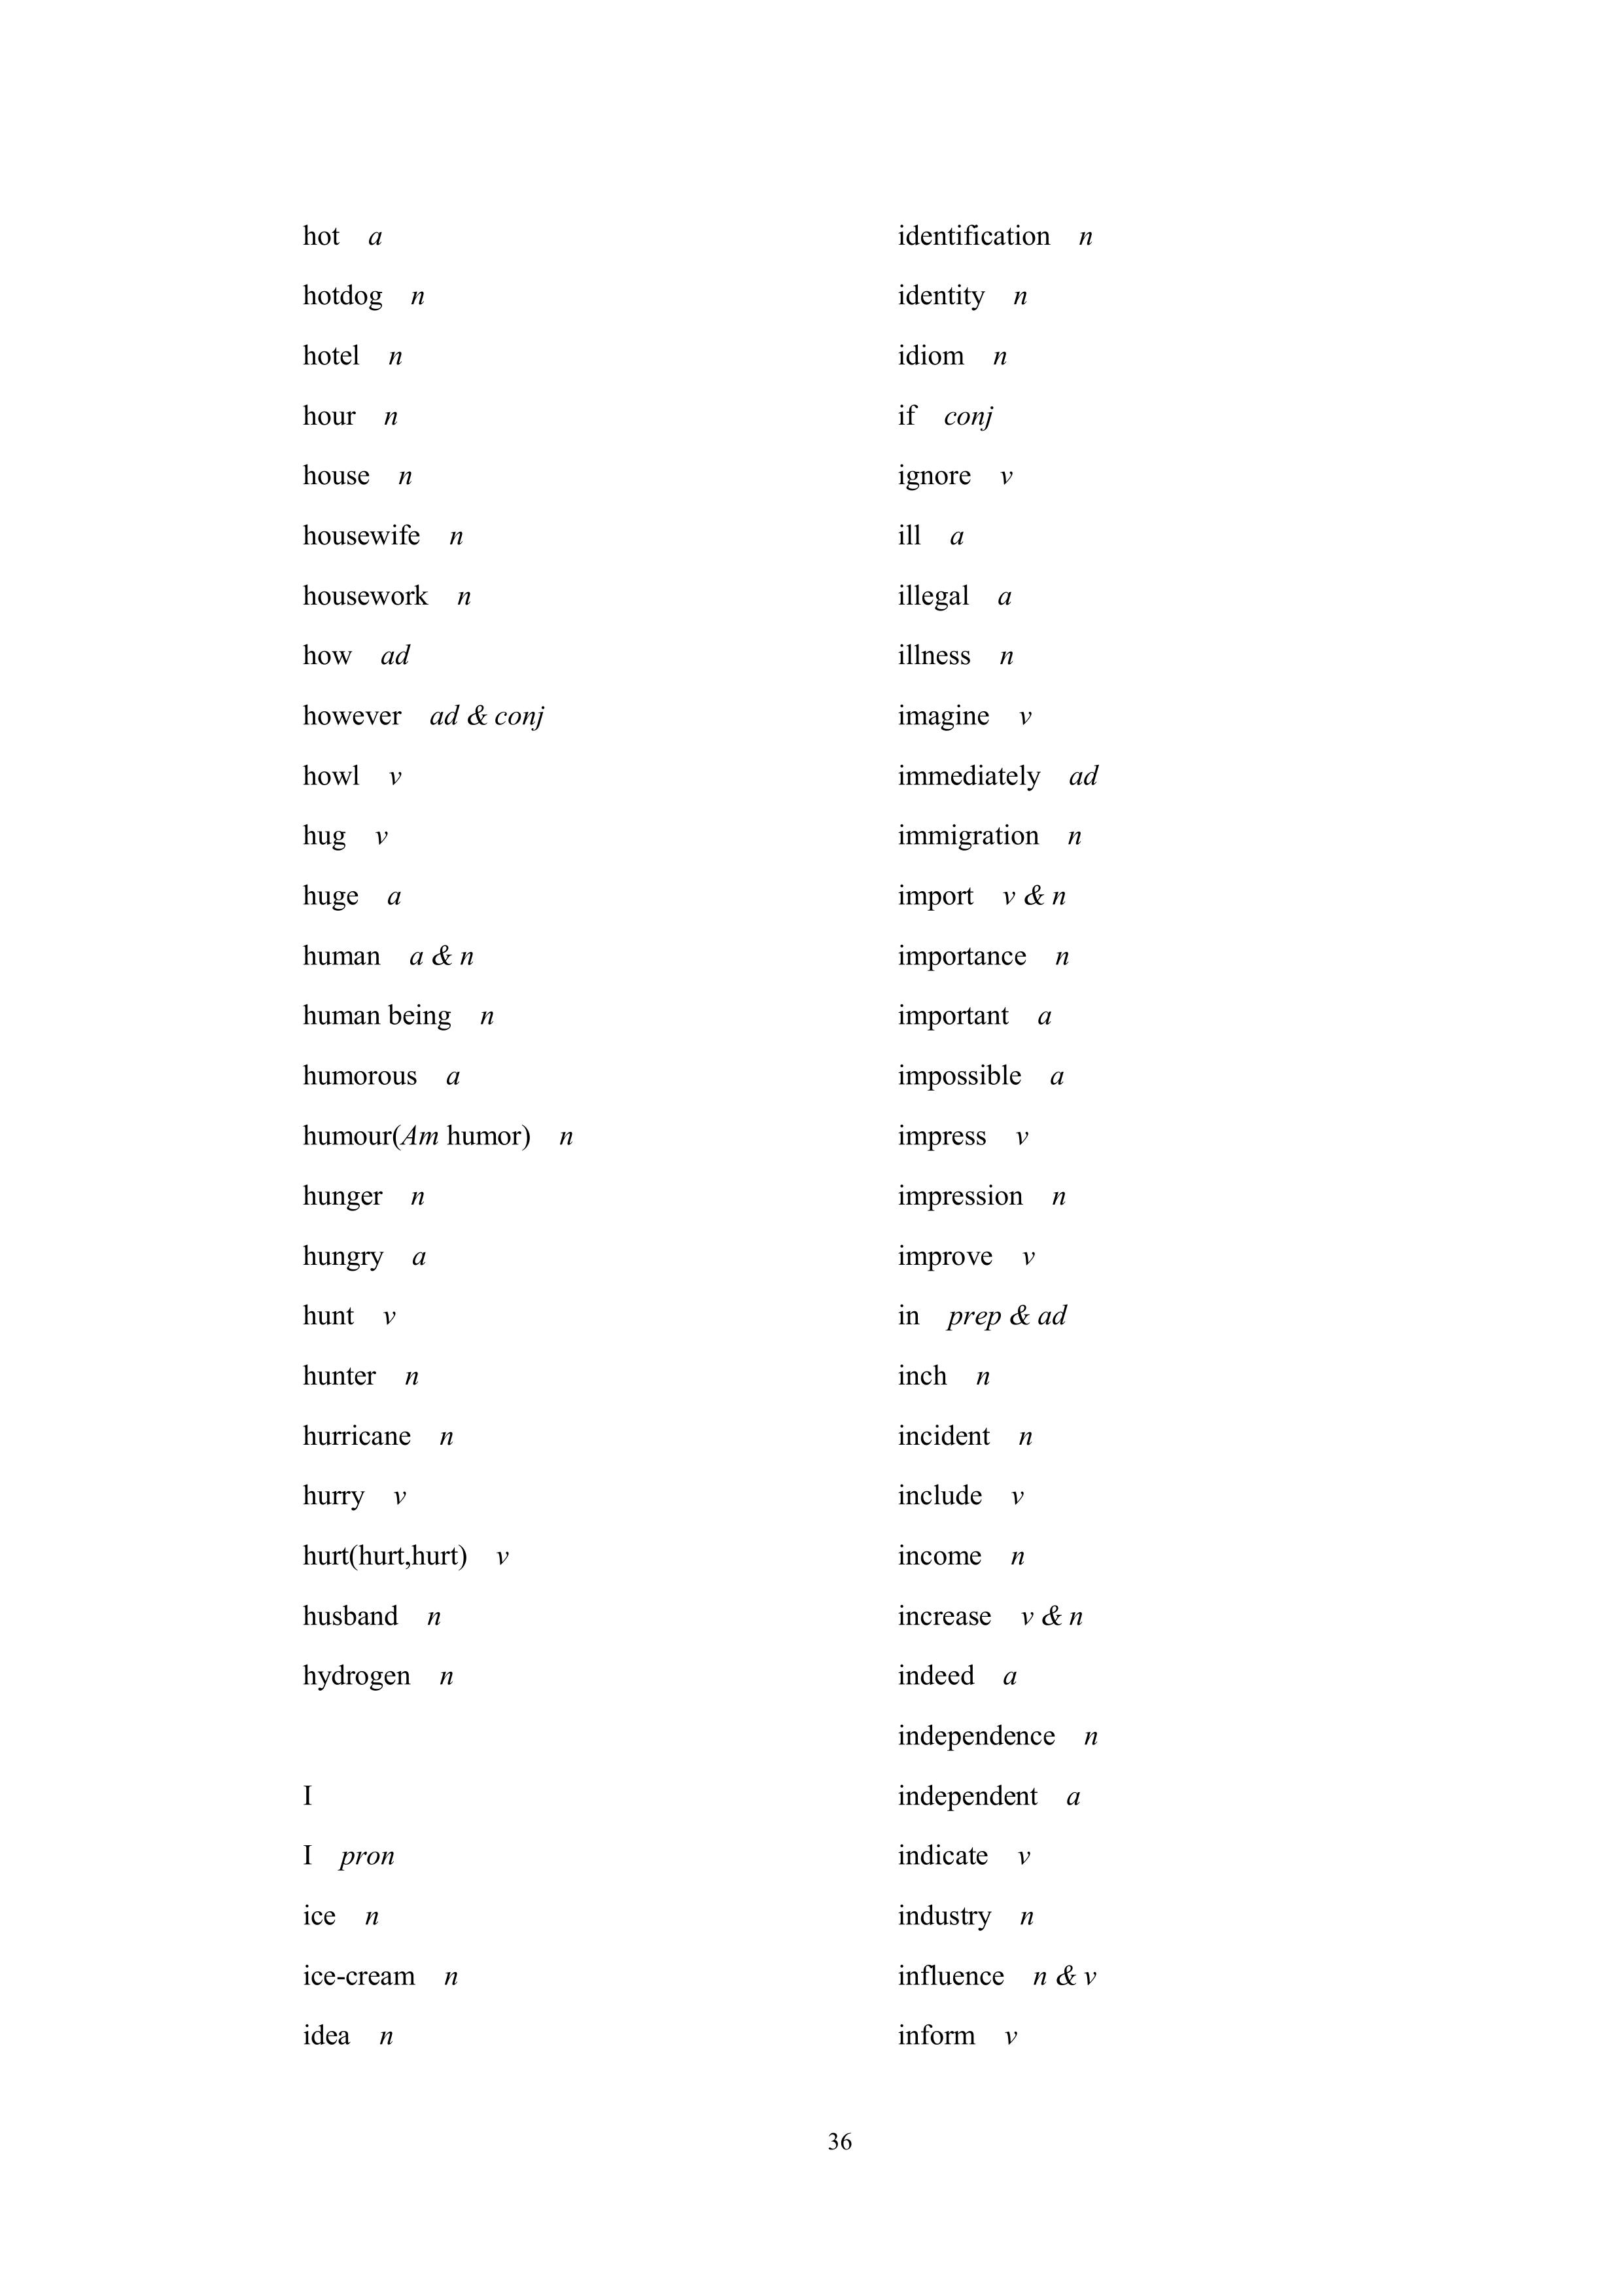 hot a
hotdog n
hotel n
hour n
house n
housewife n
housework n
how ad
however ad & conj
howl v
hug v
huge a
human a & n
human being n
humorous a
humour(Am humor) n
hunger n
hungry a
hunt v
hunter n
hurricane n
hurry v
hurt(hurt,hurt) v
husband n
hydrogen n
I
I pron
ice n
ice-cream n
idea n
identification n
identity n
idiom n
if conj
ignore v
ill a
illegal a
illness n
imagine v
immediately ad
immigration n
import v & n
importance n
important a
impossible a
impress v
impression n
improve v
in prep & ad
inch n
incident n
include v
income n
increase v & n
indeed a
independence n
independent a
indicate v
industry n
influence n & v
inform v
36